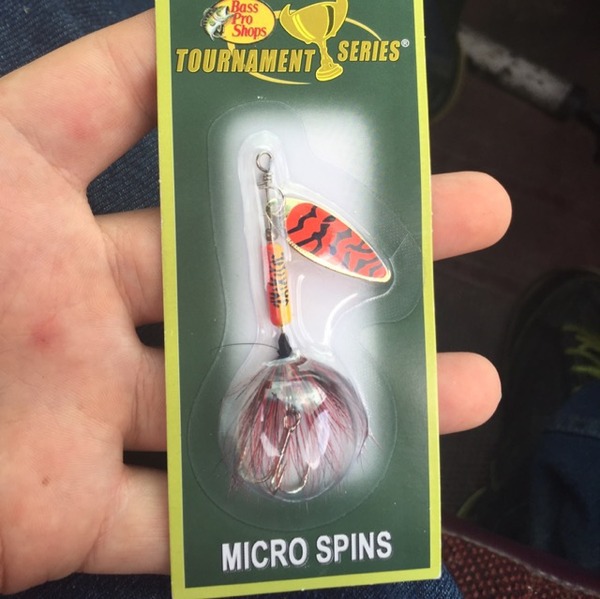 Bass
Pro
Shops
TOURNAMENT SERIES®
MICRO SPINS